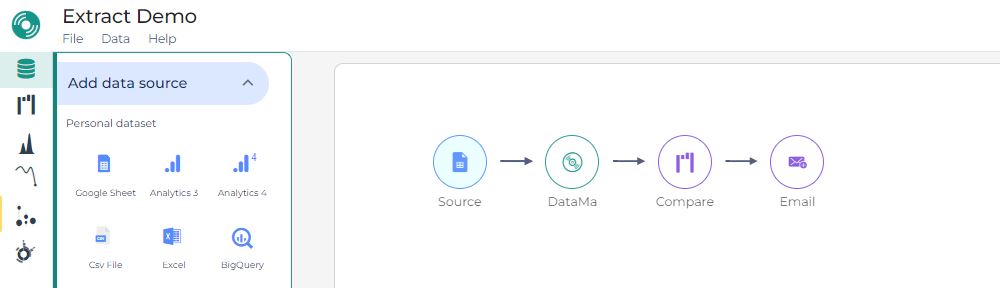 Extract Demo
File Data Help
Add data source
Personal dataset
Google Sheet Analytics 3 4 Analytics 4
CSV
Csv File Excel BigQuery
Source DataMa Compare Email